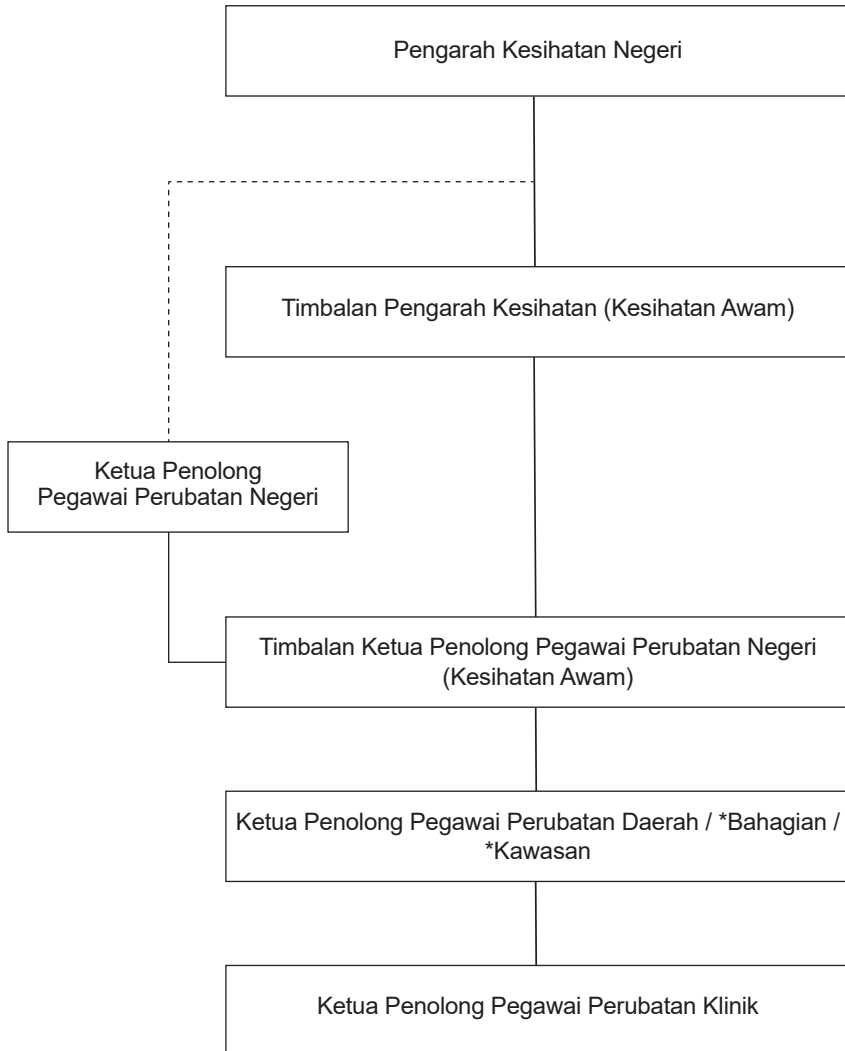 Pengarah Kesihatan Negeri
Timbalan Pengarah Kesihatan (Kesihatan Awam)
Ketua Penolong
Pegawai Perubatan Negeri
Timbalan Ketua Penolong Pegawai Perubatan Negeri
(Kesihatan Awam)
Ketua Penolong Pegawai Perubatan Daerah / *Bahagian /
*Kawasan
Ketua Penolong Pegawai Perubatan Klinik